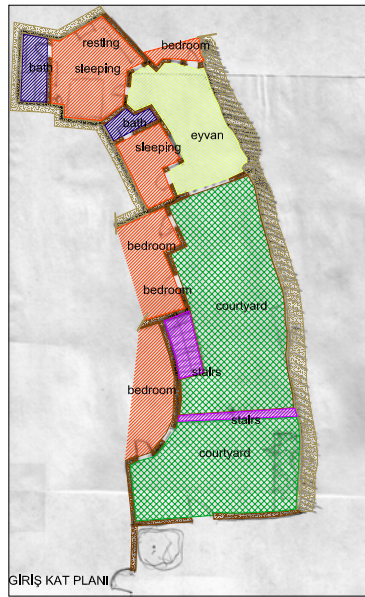 resting
bedroom
bath
sleeping
bath
eyvan
sleeping
bedroom
bedroom
courtyard
stairs
bedroom
stairs
courtyard
GİRİŞ KAT PLANI